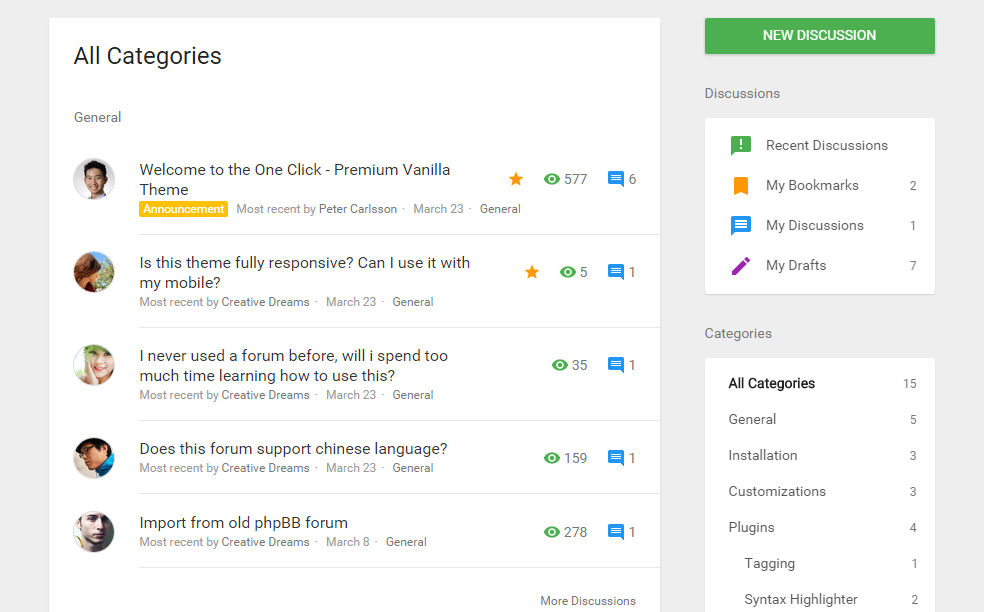 All Categories
General
Welcome to the One Click - Premium Vanilla
Theme
577
6
Announcement Most recent by Peter Carlsson · March 23 · General
Is this theme fully responsive? Can I use it with
my mobile?
5
1
Most recent by Creative Dreams · March 23 · General
I never used a forum before, will i spend too
much time learning how to use this?
35
1
Most recent by Creative Dreams · March 23 · General
Does this forum support chinese language?
159
1
Most recent by Creative Dreams · March 23 · General
Import from old phpBB forum
278
1
Most recent by Creative Dreams · March 8 · General
More Discussions
NEW DISCUSSION
Discussions
Recent Discussions
My Bookmarks 2
My Discussions 1
My Drafts 7
Categories
All Categories 15
General 5
Installation 3
Customizations 3
Plugins 4
Tagging 1
Syntax Highlighter 2